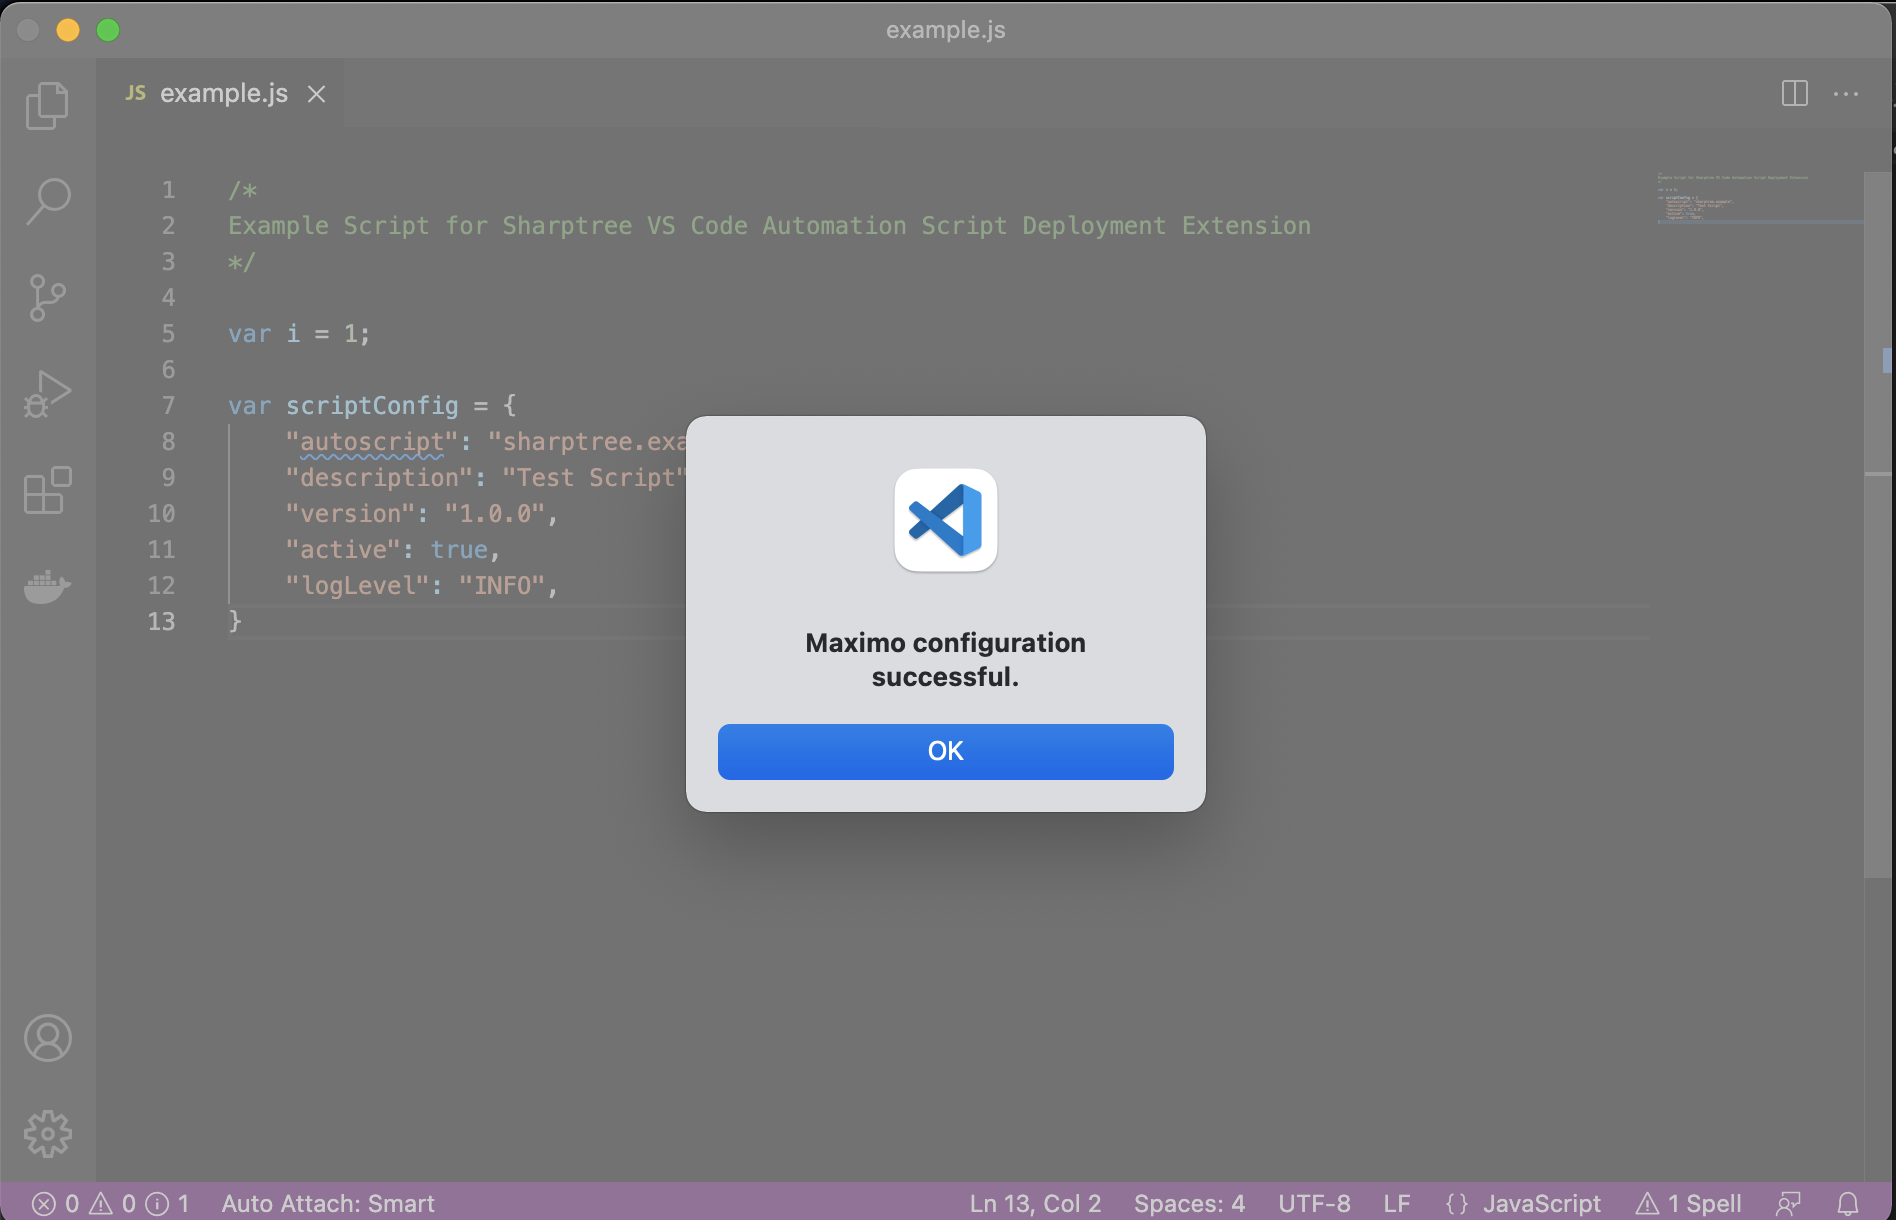 example.js
JS example.js
1 /*
2 Example Script for Sharptree VS Code Automation Script Deployment Extension
3 */
4
5 var i = 1;
6
7 var scriptConfig = {
8 "autoscript": "sharptree.exa
9 "description": "Test Script"
10 "version": "1.0.0",
11 "active": true,
12 "logLevel": "INFO",
13 }
Maximo configuration
successful.
OK
0 0 1 Auto Attach: Smart Ln 13, Col 2 Spaces: 4 UTF-8 LF {} JavaScript 1 Spell